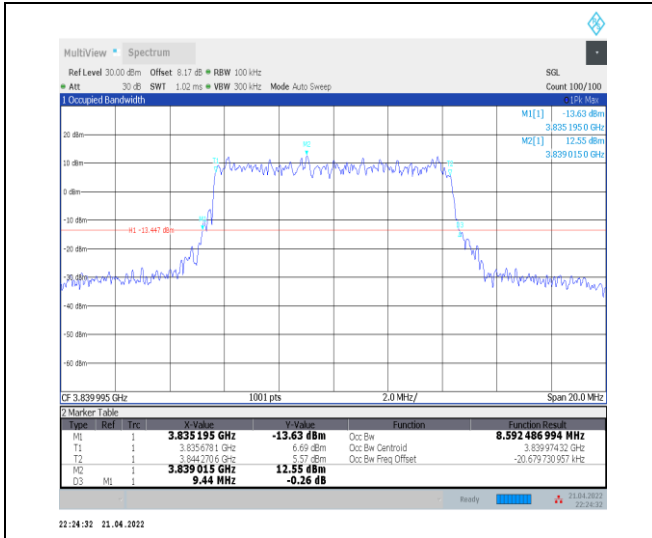 MultiView Spectrum
Ref Level 30.00 dBm Offset 8.17 dB RBW 100 kHz SGL
Att 30 dB SWT 1.02 ms VBW 300 kHz Mode Auto Sweep Count 100/100
1 Occupied Bandwidth 1Pk Max
M1[1] -13.63 dBm
3.835 195 0 GHz
M2[1] 12.55 dBm
3.839 015 0 GHz
20 dBm
M2
T1 T2
10 dBm
0 dBm
-10 dBm
H1 -13.447 dBm
-20 dBm
-30 dBm
-40 dBm
-50 dBm
-60 dBm
CF 3.839 995 GHz 1001 pts 2.0 MHz/ Span 20.0 MHz
2 Marker Table
Type Ref Trc X-Value Y-Value Function Function Result
M1 1 3.835 195 GHz -13.63 dBm Occ Bw 8.592 486 994 MHz
T1 1 3.835 678 1 GHz 6.69 dBm Occ Bw Centroid 3.839 974 32 GHz
T2 1 3.844 270 6 GHz 5.57 dBm Occ Bw Freq Offset -20.679 730 957 kHz
M2 1 3.839 015 GHz 12.55 dBm
D3 M1 1 9.44 MHz -0.26 dB
Ready 21.04.2022
22:24:32
22:24:32 21.04.2022